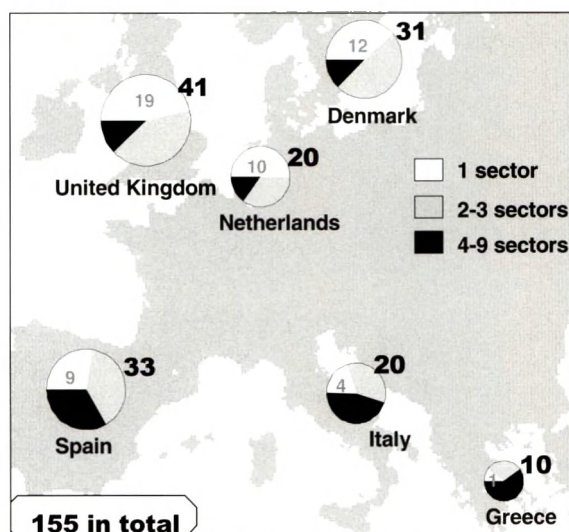 31
12
Denmark
41
19
United Kingdom
20
10
Netherlands
1 sector
2-3 sectors
4-9 sectors
33
9
Spain
20
4
Italy
10
1
Greece
155 in total